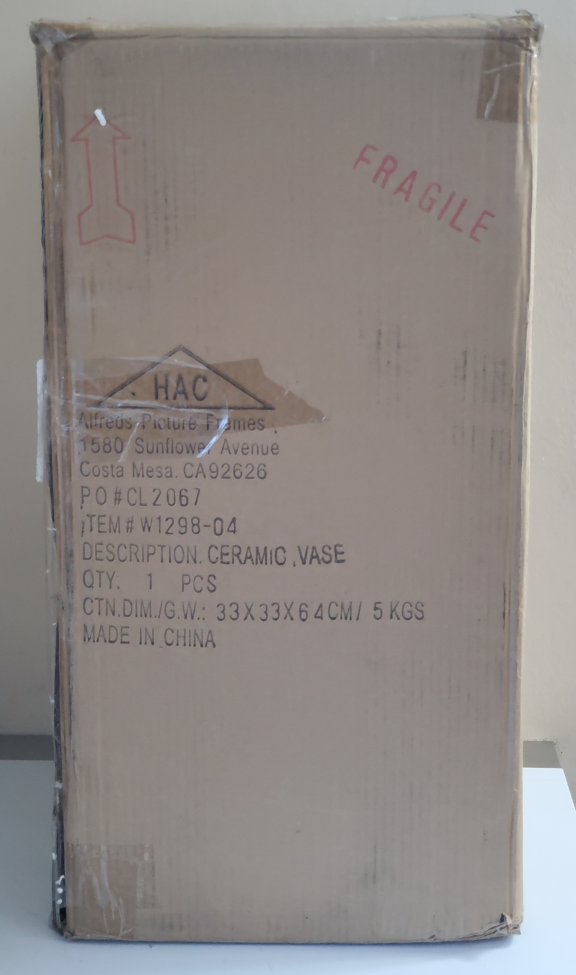 FRAGILE
HAC
Alfreds Picture Frames
1580 Sunflower Avenue
Costa Mesa. CA92626
PO#CL2067
ITEM# W1298-04
DESCRIPTION. CERAMIC .VASE
QTY: 1 PCS
CTN.DIM./G.W.: 33X33X64CM/ 5 KGS
MADE IN CHINA